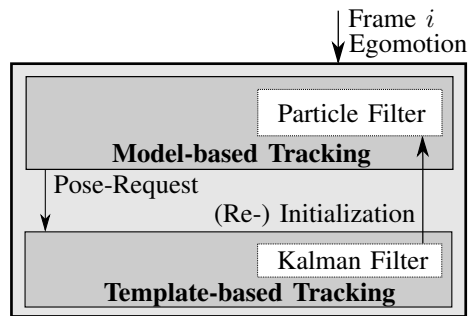 Frame i
Egomotion
Particle Filter
Model-based Tracking
Pose-Request
(Re-) Initialization
Kalman Filter
Template-based Tracking